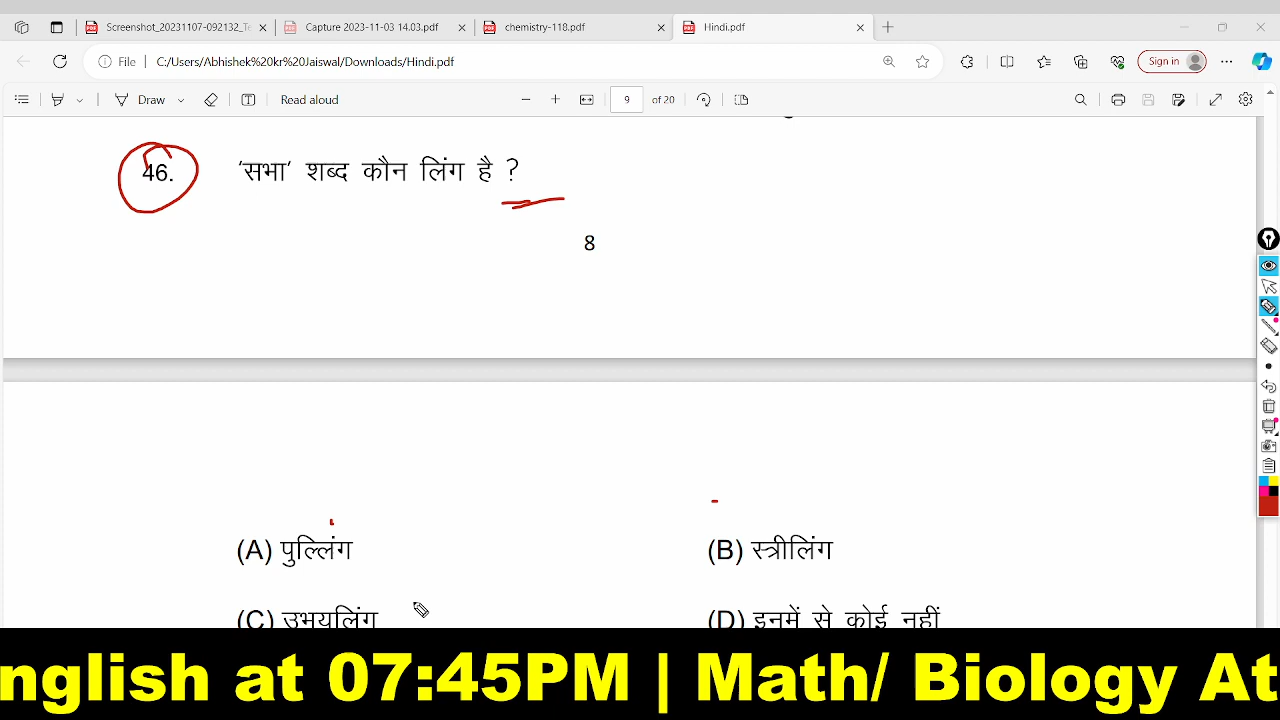 Screenshot_20231107-092132_Te
Capture 2023-11-03 14.03.pdf
chemistry-118.pdf
Hindi.pdf
File
C:/Users/Abhishek%20kr%20Jaiswal/Downloads/Hindi.pdf
Sign in
Draw
Read aloud
9 of 20
46. 'सभा' शब्द कौन लिंग है ?
8
(A) पुल्लिंग (B) स्त्रीलिंग
(C) उभयलिंग (D) इनमें से कोई नहीं
nglish at 07:45PM | Math/ Biology At